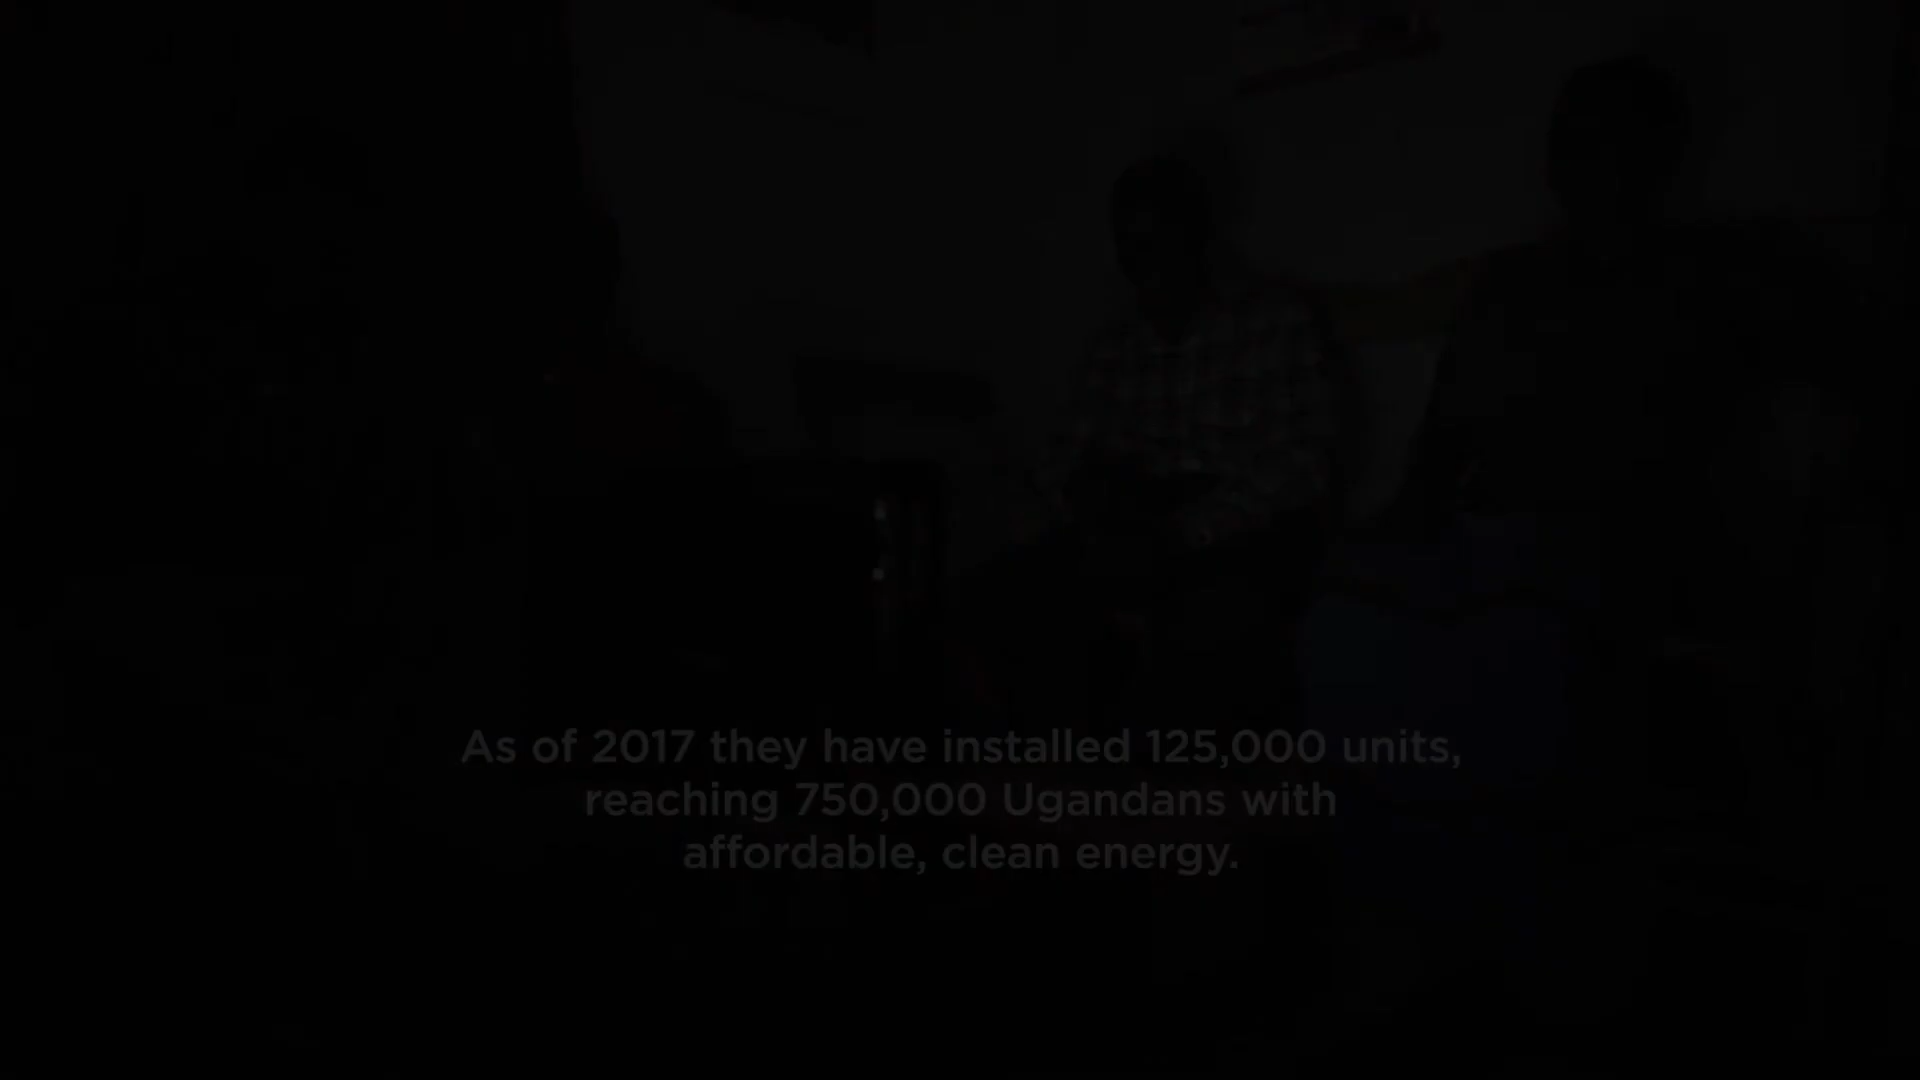 As of 2017 they have installed 125,000 units,
reaching 750,000 Ugandans with
affordable, clean energy.